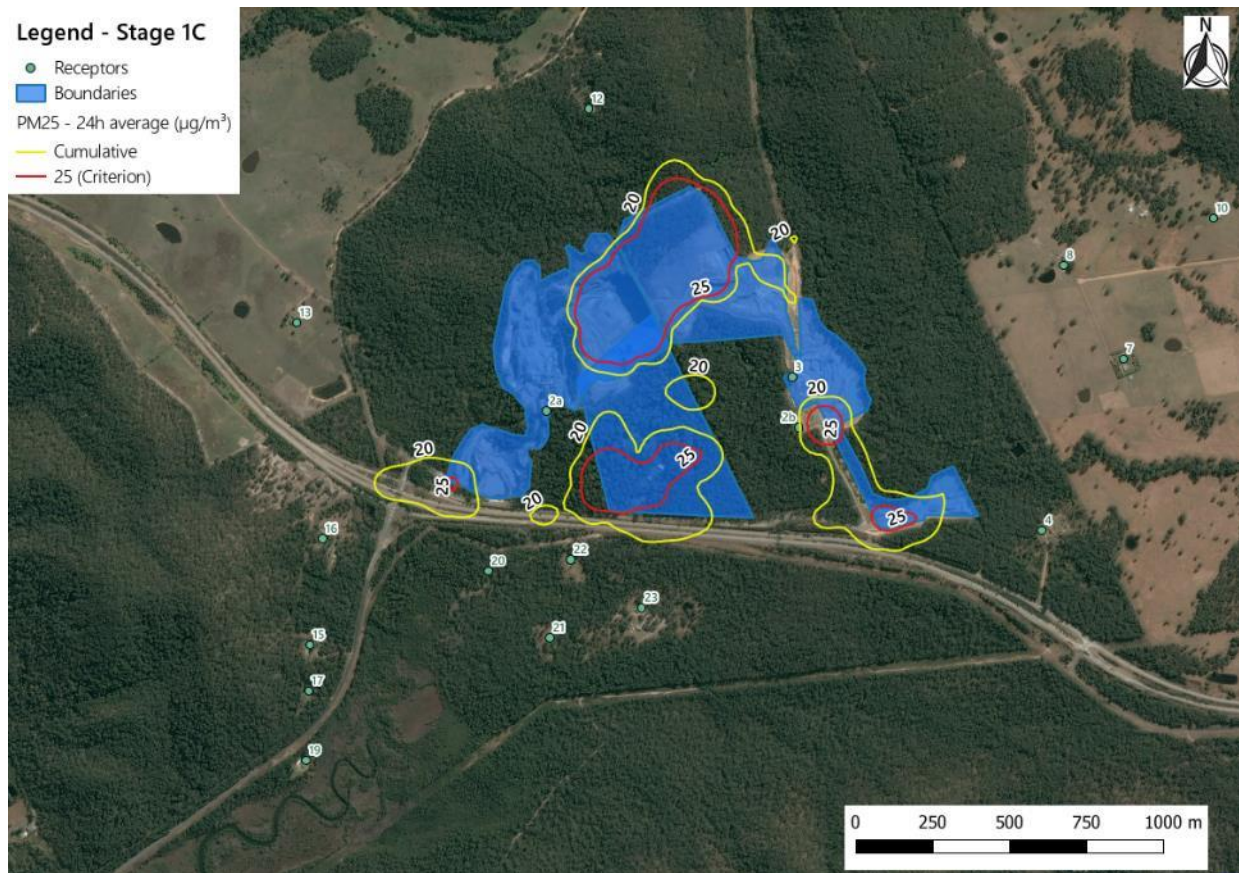 Legend - Stage 1C
Receptors
Boundaries
PM25 - 24h average (µg/m³)
Cumulative
25 (Criterion)
N
12
20
20
10
8
25
13
7
20
3
20
2a
2b
20
25
25
20
25
20
25
4
16
22
20
23
21
15
17
19
0 250 500 750 1000 m